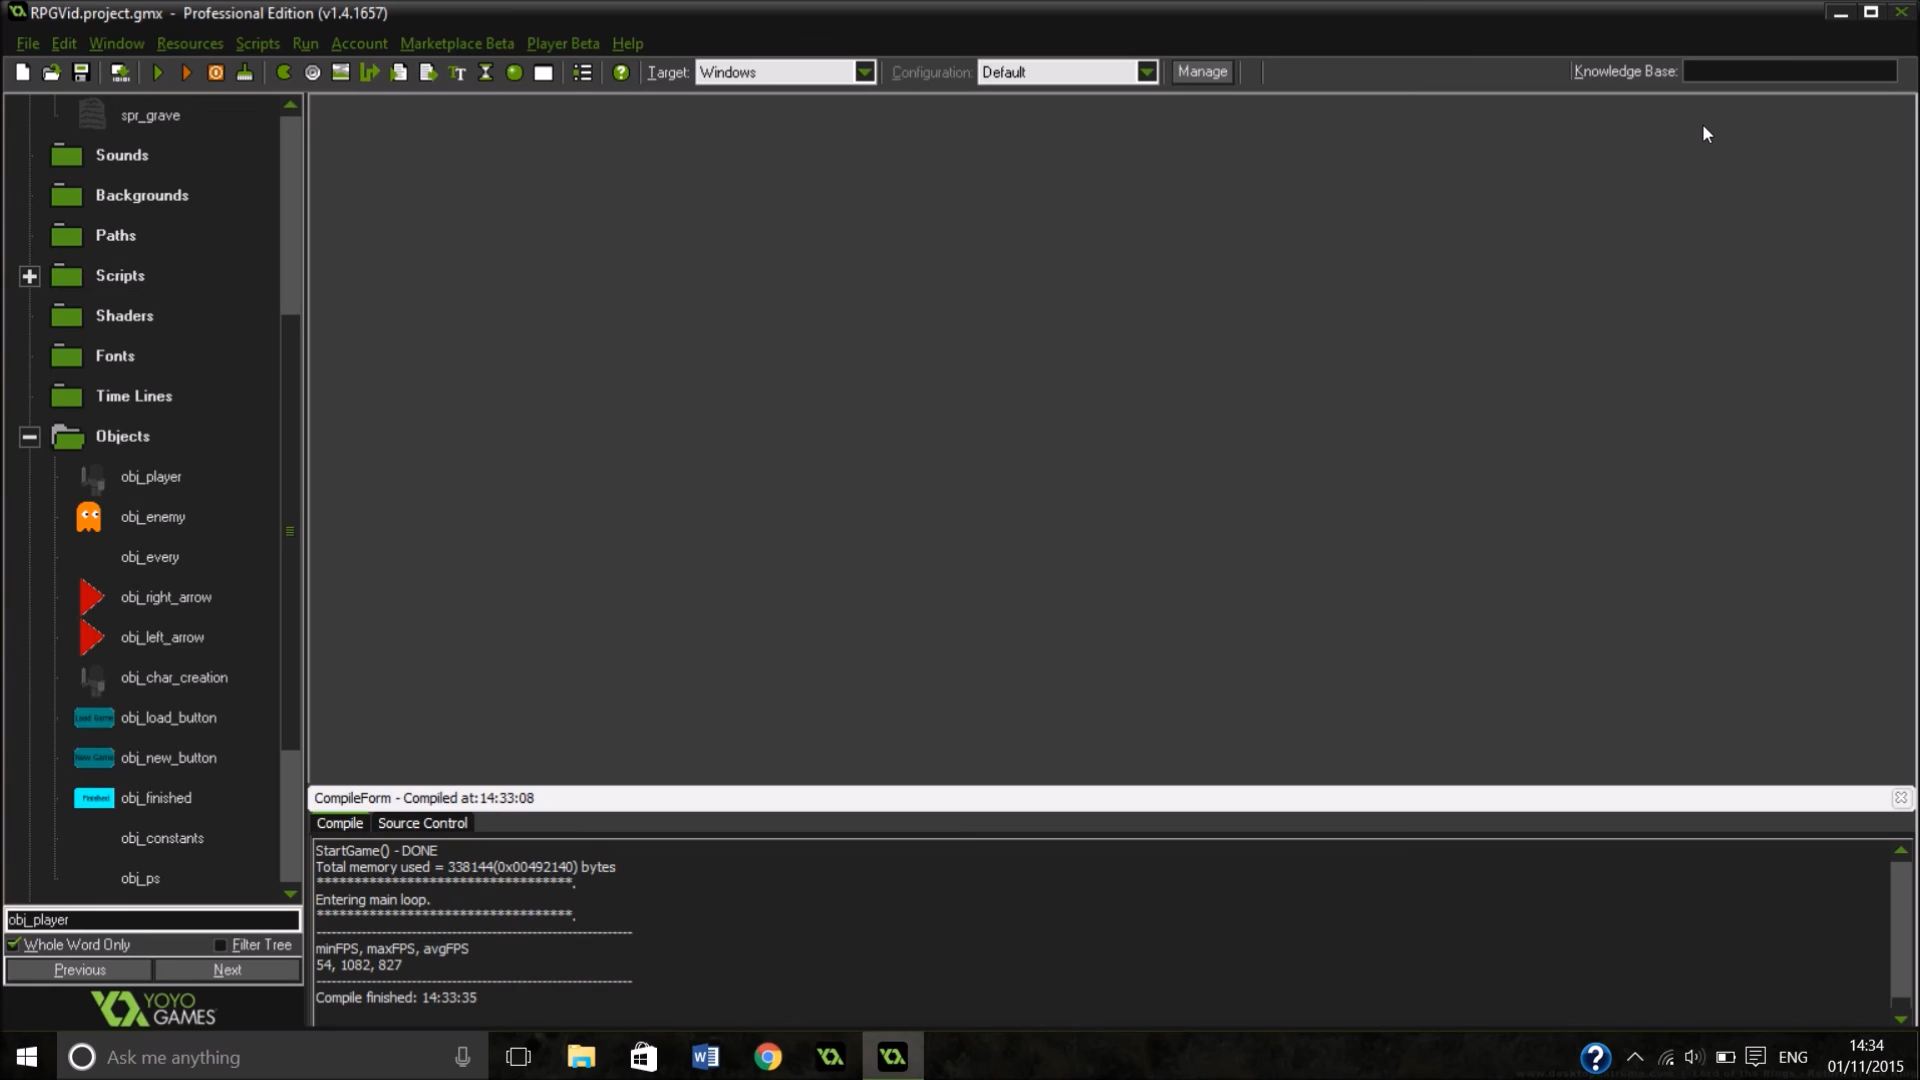 RPGVid.project.gmx - Professional Edition (v1.4.1657)
File Edit Window Resources Scripts Run Account Marketplace Beta Player Beta Help
Target: Windows Configuration: Default Manage Knowledge Base:
spr_grave
Sounds
Backgrounds
Paths
Scripts
Shaders
Fonts
Time Lines
Objects
obj_player
obj_enemy
obj_every
obj_right_arrow
obj_left_arrow
obj_char_creation
Load Game obj_load_button
New Game obj_new_button
Finished obj_finished
obj_constants
obj_ps
obj_player
Whole Word Only Filter Tree
Previous Next
YOYO
GAMES
CompileForm - Compiled at:14:33:08
Compile Source Control
StartGame() - DONE
Total memory used = 338144(0x00492140) bytes
***********************************.
Entering main loop.
***********************************.
--------------------------------------------------------------
minFPS, maxFPS, avgFPS
54, 1082, 827
--------------------------------------------------------------
Compile finished: 14:33:35
Ask me anything
ENG
14:34
01/11/2015